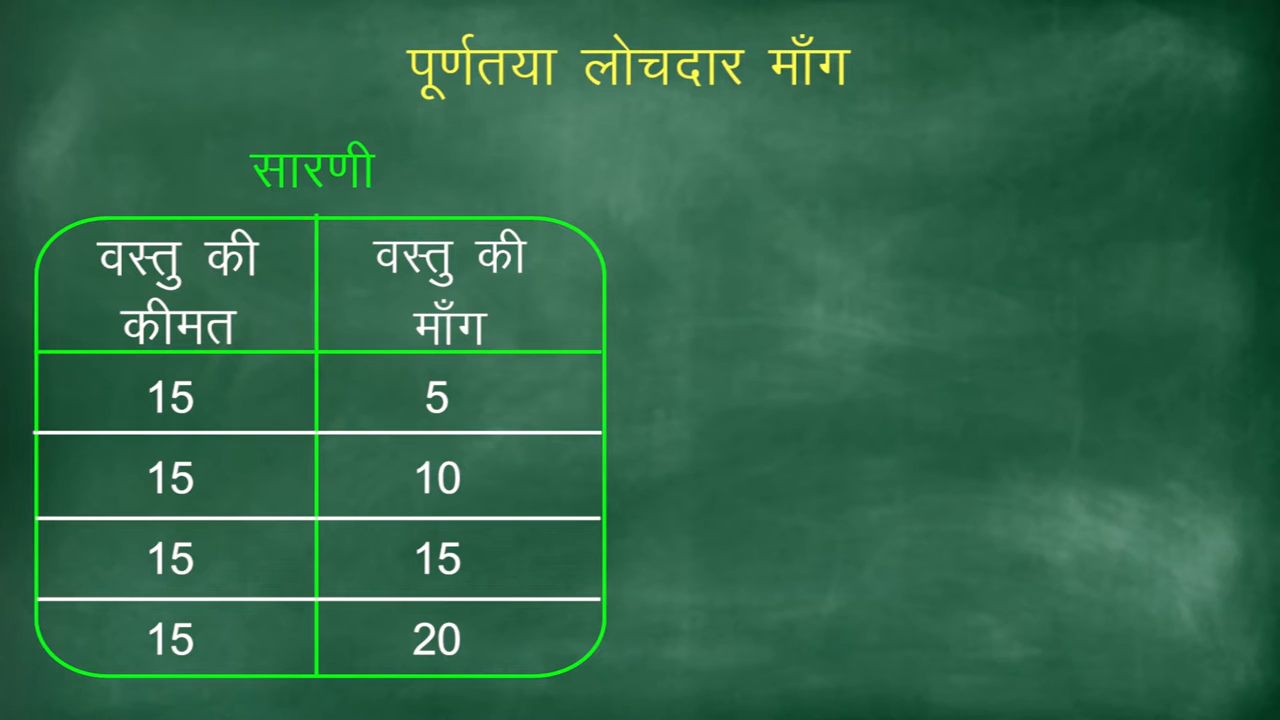 पूर्णतया लोचदार माँग
सारणी
वस्तु की कीमत वस्तु की माँग
15 5
15 10
15 15
15 20